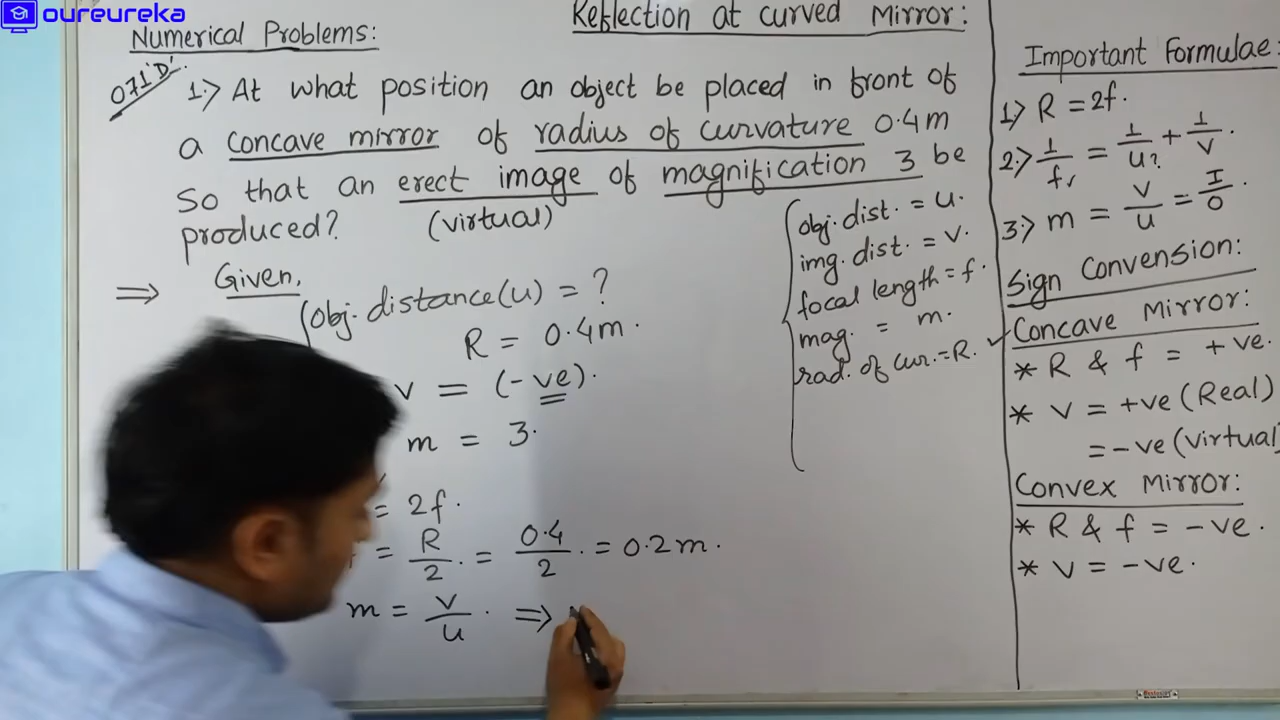 oureureka
Reflection at curved Mirror:
Numerical Problems:
071'D'.
1.> At what position an object be placed in front of
a concave mirror of radius of curvature 0.4m
so that an erect image of magnification 3 be
produced? (virtual)
=> Given,
obj. distance(u) = ?
R = 0.4m.
v = (-ve).
m = 3.
= 2f.
= R/2 = 0.4/2 = 0.2m.
m = v/u. =>
obj. dist. = u.
img. dist. = v.
focal length = f.
mag. = m.
rad. of cur. = R.
Important Formulae:
1.> R = 2f.
2.> 1/f = 1/u? + 1/v.
3.> m = v/u = I/O.
Sign Convension:
Concave Mirror:
* R & f = +ve.
* v = +ve (Real)
= -ve (virtual)
Convex Mirror:
* R & f = -ve.
* v = -ve.